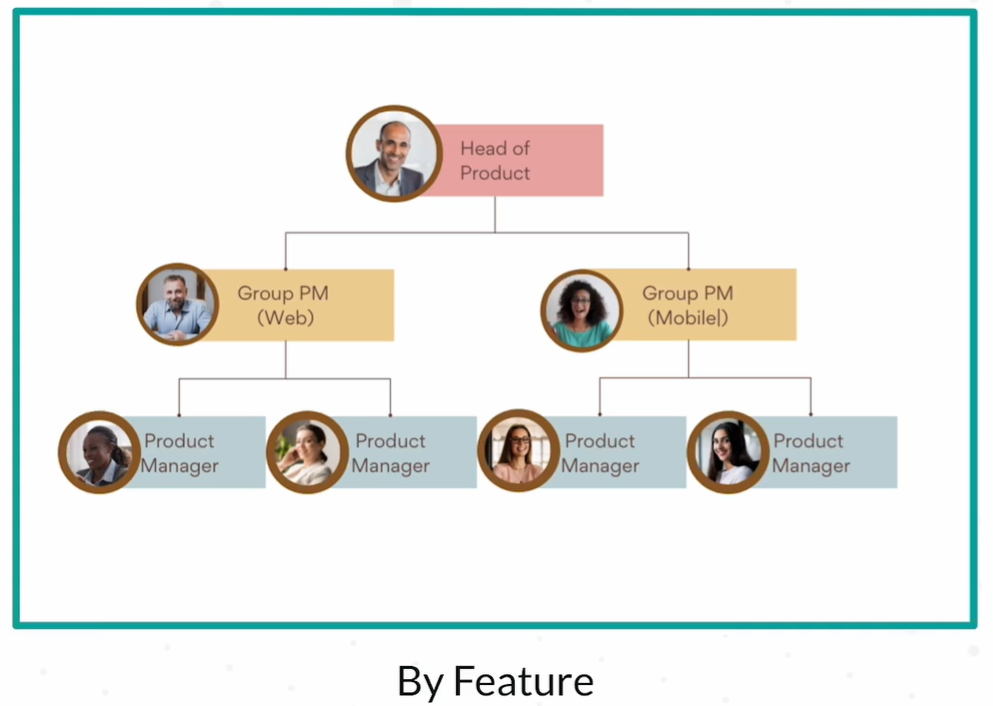 Head of
Product
Group PM
(Web)
Group PM
(Mobile|)
Product
Manager
Product
Manager
Product
Manager
Product
Manager
By Feature